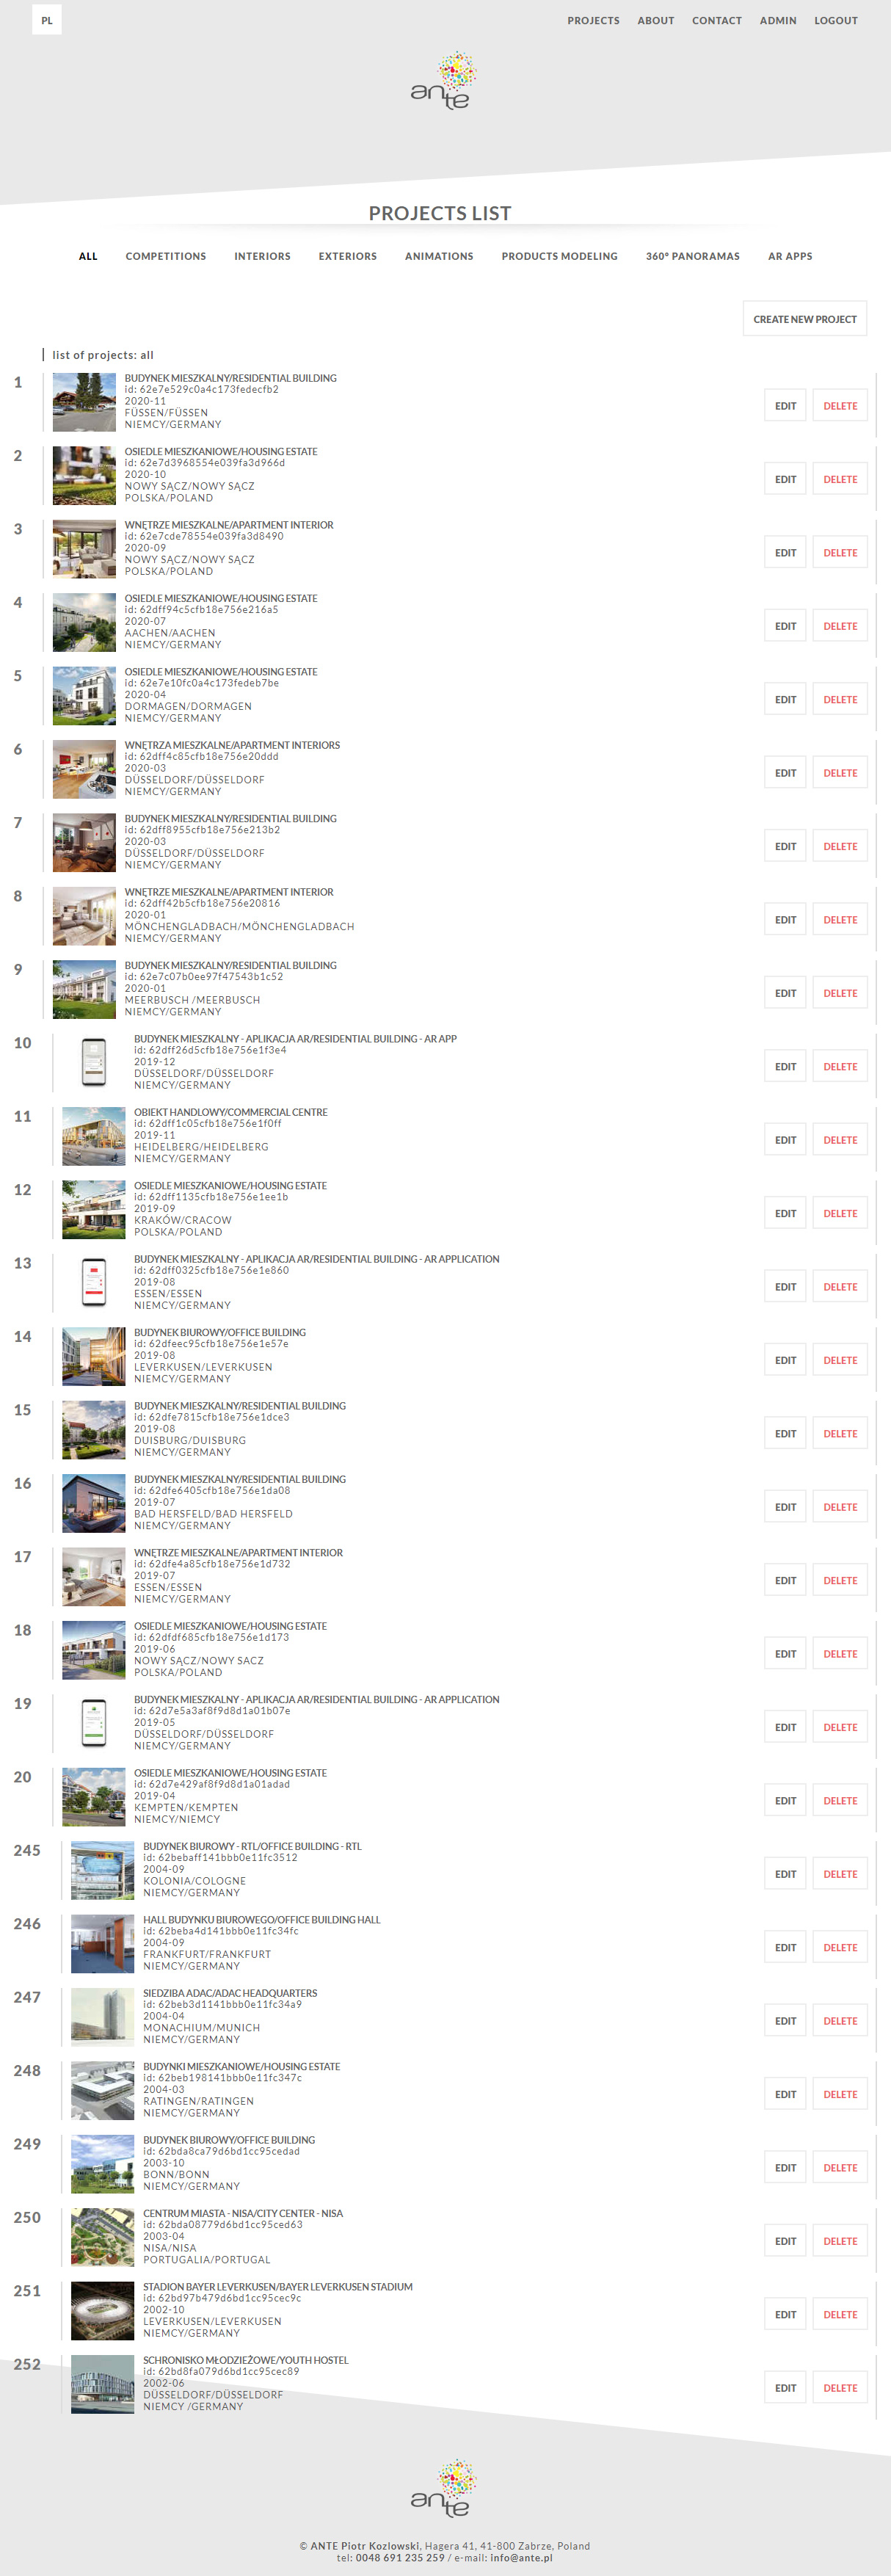 PL
PROJECTS ABOUT CONTACT ADMIN LOGOUT
ante
PROJECTS LIST
ALL COMPETITIONS INTERIORS EXTERIORS ANIMATIONS PRODUCTS MODELING 360° PANORAMAS AR APPS
CREATE NEW PROJECT
list of projects: all
1
BUDYNEK MIESZKALNY/RESIDENTIAL BUILDING
id: 62e7e529c0a4c173fedecfb2
2020-11
FÜSSEN/FÜSSEN
NIEMCY/GERMANY
EDIT DELETE
2
OSIEDLE MIESZKANIOWE/HOUSING ESTATE
id: 62e7d3968554e039fa3d966d
2020-10
NOWY SĄCZ/NOWY SĄCZ
POLSKA/POLAND
EDIT DELETE
3
WNĘTRZE MIESZKALNE/APARTMENT INTERIOR
id: 62e7cde78554e039fa3d8490
2020-09
NOWY SĄCZ/NOWY SĄCZ
POLSKA/POLAND
EDIT DELETE
4
OSIEDLE MIESZKANIOWE/HOUSING ESTATE
id: 62dff94c5cfb18e756e216a5
2020-07
AACHEN/AACHEN
NIEMCY/GERMANY
EDIT DELETE
5
OSIEDLE MIESZKANIOWE/HOUSING ESTATE
id: 62e7e10fc0a4c173fedeb7be
2020-04
DORMAGEN/DORMAGEN
NIEMCY/GERMANY
EDIT DELETE
6
WNĘTRZA MIESZKALNE/APARTMENT INTERIORS
id: 62dff4c85cfb18e756e20ddd
2020-03
DÜSSELDORF/DÜSSELDORF
NIEMCY/GERMANY
EDIT DELETE
7
BUDYNEK MIESZKALNY/RESIDENTIAL BUILDING
id: 62dff8955cfb18e756e213b2
2020-03
DÜSSELDORF/DÜSSELDORF
NIEMCY/GERMANY
EDIT DELETE
8
WNĘTRZE MIESZKALNE/APARTMENT INTERIOR
id: 62dff42b5cfb18e756e20816
2020-01
MÖNCHENGLADBACH/MÖNCHENGLADBACH
NIEMCY/GERMANY
EDIT DELETE
9
BUDYNEK MIESZKALNY/RESIDENTIAL BUILDING
id: 62e7c07b0ee97f47543b1c52
2020-01
MEERBUSCH /MEERBUSCH
NIEMCY/GERMANY
EDIT DELETE
10
BUDYNEK MIESZKALNY - APLIKACJA AR/RESIDENTIAL BUILDING - AR APP
id: 62dff26d5cfb18e756e1f3e4
2019-12
DÜSSELDORF/DÜSSELDORF
NIEMCY/GERMANY
EDIT DELETE
11
OBIEKT HANDLOWY/COMMERCIAL CENTRE
id: 62dff1c05cfb18e756e1f0ff
2019-11
HEIDELBERG/HEIDELBERG
NIEMCY/GERMANY
EDIT DELETE
12
OSIEDLE MIESZKANIOWE/HOUSING ESTATE
id: 62dff1135cfb18e756e1ee1b
2019-09
KRAKÓW/CRACOW
POLSKA/POLAND
EDIT DELETE
13
BUDYNEK MIESZKALNY - APLIKACJA AR/RESIDENTIAL BUILDING - AR APPLICATION
id: 62dff0325cfb18e756e1e860
2019-08
ESSEN/ESSEN
NIEMCY/GERMANY
EDIT DELETE
14
BUDYNEK BIUROWY/OFFICE BUILDING
id: 62dfeec95cfb18e756e1e57e
2019-08
LEVERKUSEN/LEVERKUSEN
NIEMCY/GERMANY
EDIT DELETE
15
BUDYNEK MIESZKALNY/RESIDENTIAL BUILDING
id: 62dfe7815cfb18e756e1dce3
2019-08
DUISBURG/DUISBURG
NIEMCY/GERMANY
EDIT DELETE
16
BUDYNEK MIESZKALNY/RESIDENTIAL BUILDING
id: 62dfe6405cfb18e756e1da08
2019-07
BAD HERSFELD/BAD HERSFELD
NIEMCY/GERMANY
EDIT DELETE
17
WNĘTRZE MIESZKALNE/APARTMENT INTERIOR
id: 62dfe4a85cfb18e756e1d732
2019-07
ESSEN/ESSEN
NIEMCY/GERMANY
EDIT DELETE
18
OSIEDLE MIESZKANIOWE/HOUSING ESTATE
id: 62dfdf685cfb18e756e1d173
2019-06
NOWY SĄCZ/NOWY SACZ
POLSKA/POLAND
EDIT DELETE
19
BUDYNEK MIESZKALNY - APLIKACJA AR/RESIDENTIAL BUILDING - AR APPLICATION
id: 62d7e5a3af8f9d8d1a01b07e
2019-05
DÜSSELDORF/DÜSSELDORF
NIEMCY/GERMANY
EDIT DELETE
20
OSIEDLE MIESZKANIOWE/HOUSING ESTATE
id: 62d7e429af8f9d8d1a01adad
2019-04
KEMPTEN/KEMPTEN
NIEMCY/NIEMCY
EDIT DELETE
245
BUDYNEK BIUROWY - RTL/OFFICE BUILDING - RTL
id: 62bebaff141bbb0e11fc3512
2004-09
KOLONIA/COLOGNE
NIEMCY/GERMANY
EDIT DELETE
246
HALL BUDYNKU BIUROWEGO/OFFICE BUILDING HALL
id: 62beba4d141bbb0e11fc34fc
2004-09
FRANKFURT/FRANKFURT
NIEMCY/GERMANY
EDIT DELETE
247
SIEDZIBA ADAC/ADAC HEADQUARTERS
id: 62beb3d1141bbb0e11fc34a9
2004-04
MONACHIUM/MUNICH
NIEMCY/GERMANY
EDIT DELETE
248
BUDYNKI MIESZKANIOWE/HOUSING ESTATE
id: 62beb198141bbb0e11fc347c
2004-03
RATINGEN/RATINGEN
NIEMCY/GERMANY
EDIT DELETE
249
BUDYNEK BIUROWY/OFFICE BUILDING
id: 62bda8ca79d6bd1cc95cedad
2003-10
BONN/BONN
NIEMCY/GERMANY
EDIT DELETE
250
CENTRUM MIASTA - NISA/CITY CENTER - NISA
id: 62bda08779d6bd1cc95ced63
2003-04
NISA/NISA
PORTUGALIA/PORTUGAL
EDIT DELETE
251
STADION BAYER LEVERKUSEN/BAYER LEVERKUSEN STADIUM
id: 62bd97b479d6bd1cc95cec9c
2002-10
LEVERKUSEN/LEVERKUSEN
NIEMCY/GERMANY
EDIT DELETE
252
SCHRONISKO MŁODZIEŻOWE/YOUTH HOSTEL
id: 62bd8fa079d6bd1cc95cec89
2002-06
DÜSSELDORF/DÜSSELDORF
NIEMCY /GERMANY
EDIT DELETE
ante
© ANTE Piotr Kozlowski, Hagera 41, 41-800 Zabrze, Poland
tel: 0048 691 235 259 / e-mail: info@ante.pl